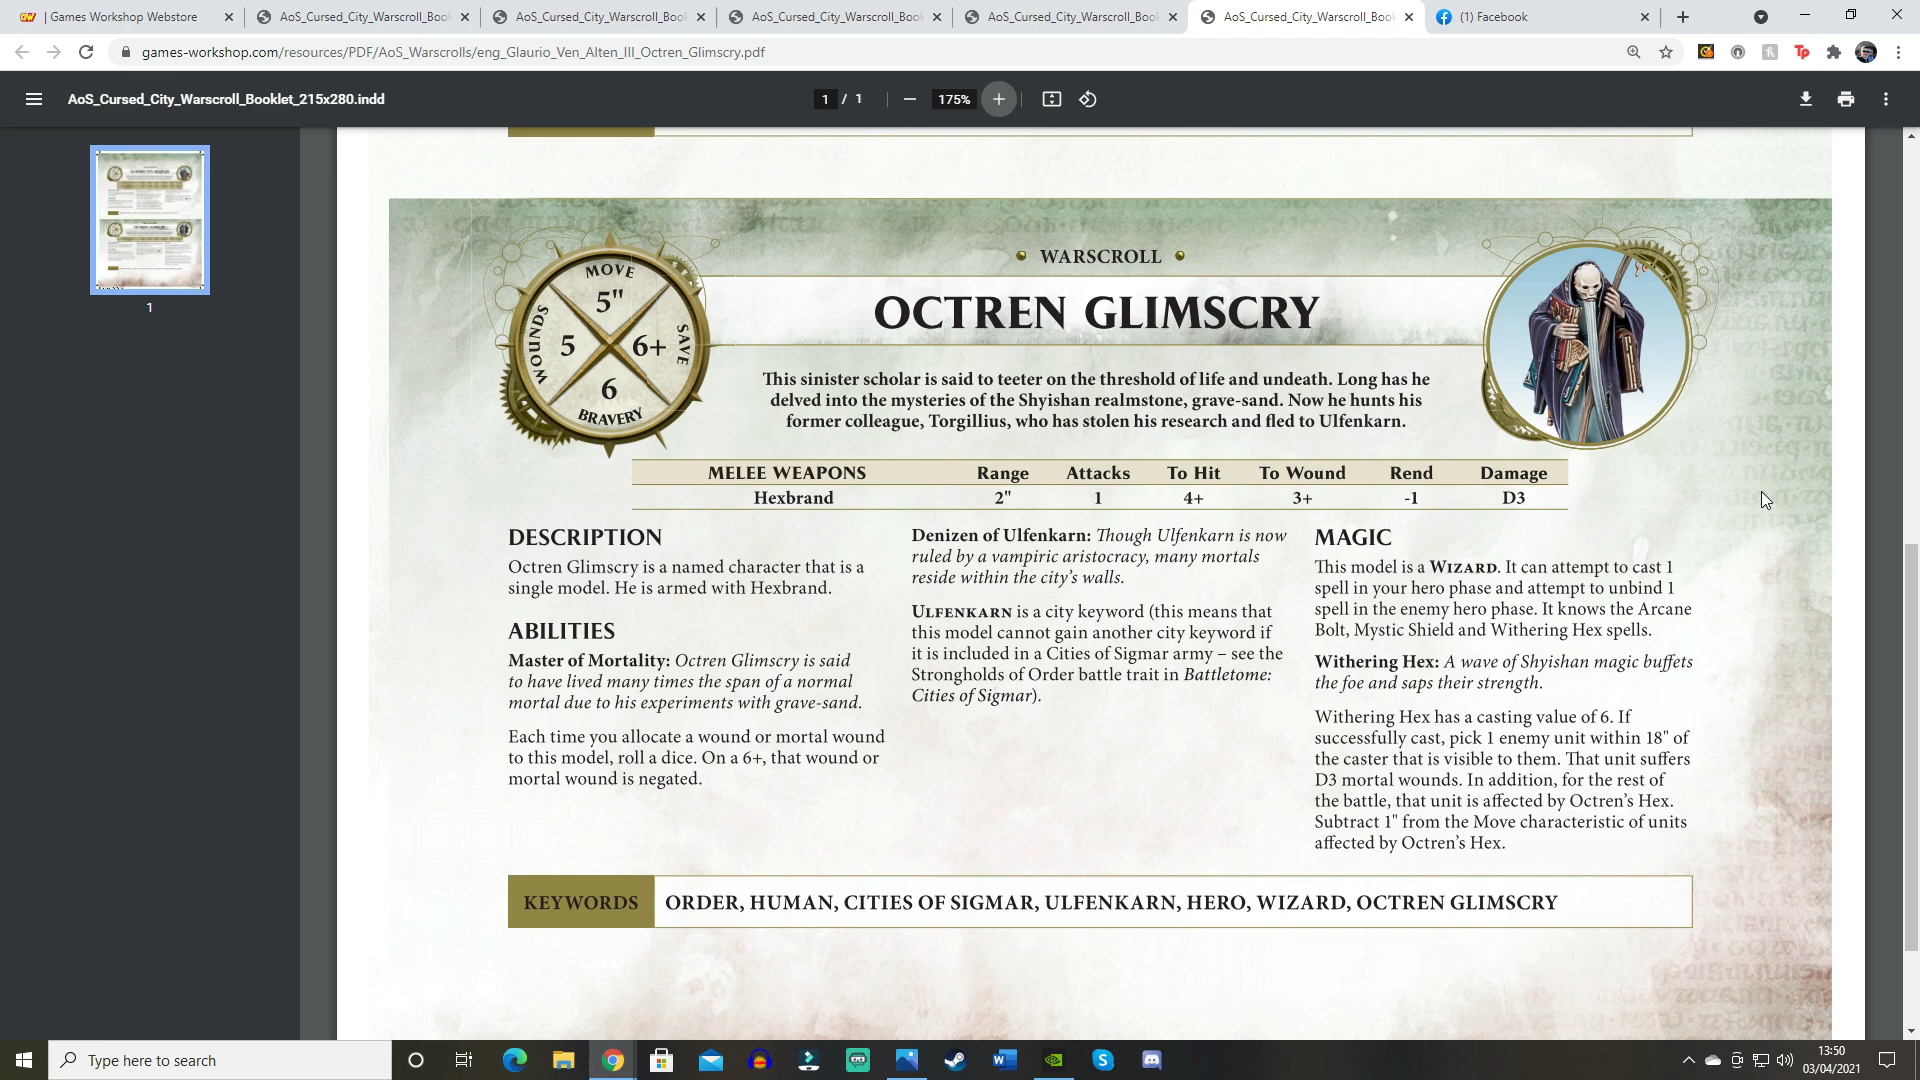 | Games Workshop Webstore
AoS_Cursed_City_Warscroll_Boo
AoS_Cursed_City_Warscroll_Boo
AoS_Cursed_City_Warscroll_Boo
AoS_Cursed_City_Warscroll_Boo
AoS_Cursed_City_Warscroll_Boo
(1) Facebook
games-workshop.com/resources/PDF/AoS_Warscrolls/eng_Glaurio_Ven_Alten_III_Octren_Glimscry.pdf
AoS_Cursed_City_Warscroll_Booklet_215x280.indd
1 / 1
175%
1
WARSCROLL
OCTREN GLIMSCRY
MOVE
5"
WOUNDS
5
6+
SAVE
6
BRAVERY
This sinister scholar is said to teeter on the threshold of life and undeath. Long has he
delved into the mysteries of the Shyishan realmstone, grave-sand. Now he hunts his
former colleague, Torgillius, who has stolen his research and fled to Ulfenkarn.
MELEE WEAPONS Range Attacks To Hit To Wound Rend Damage
Hexbrand 2" 1 4+ 3+ -1 D3
DESCRIPTION
Octren Glimscry is a named character that is a
single model. He is armed with Hexbrand.
ABILITIES
Master of Mortality: Octren Glimscry is said
to have lived many times the span of a normal
mortal due to his experiments with grave-sand.
Each time you allocate a wound or mortal wound
to this model, roll a dice. On a 6+, that wound or
mortal wound is negated.
Denizen of Ulfenkarn: Though Ulfenkarn is now
ruled by a vampiric aristocracy, many mortals
reside within the city's walls.
ULFENKARN is a city keyword (this means that
this model cannot gain another city keyword if
it is included in a Cities of Sigmar army – see the
Strongholds of Order battle trait in Battletome:
Cities of Sigmar).
MAGIC
This model is a WIZARD. It can attempt to cast 1
spell in your hero phase and attempt to unbind 1
spell in the enemy hero phase. It knows the Arcane
Bolt, Mystic Shield and Withering Hex spells.
Withering Hex: A wave of Shyishan magic buffets
the foe and saps their strength.
Withering Hex has a casting value of 6. If
successfully cast, pick 1 enemy unit within 18" of
the caster that is visible to them. That unit suffers
D3 mortal wounds. In addition, for the rest of
the battle, that unit is affected by Octren's Hex.
Subtract 1" from the Move characteristic of units
affected by Octren's Hex.
KEYWORDS ORDER, HUMAN, CITIES OF SIGMAR, ULFENKARN, HERO, WIZARD, OCTREN GLIMSCRY
Type here to search
13:50
03/04/2021